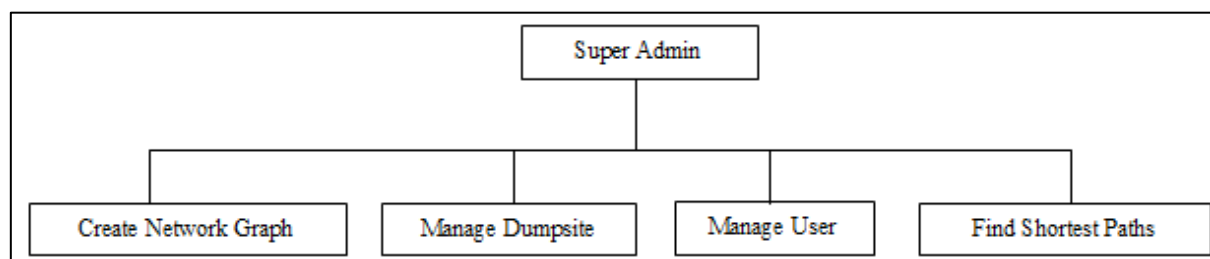 Super Admin
Create Network Graph
Manage Dumpsite
Manage User
Find Shortest Paths